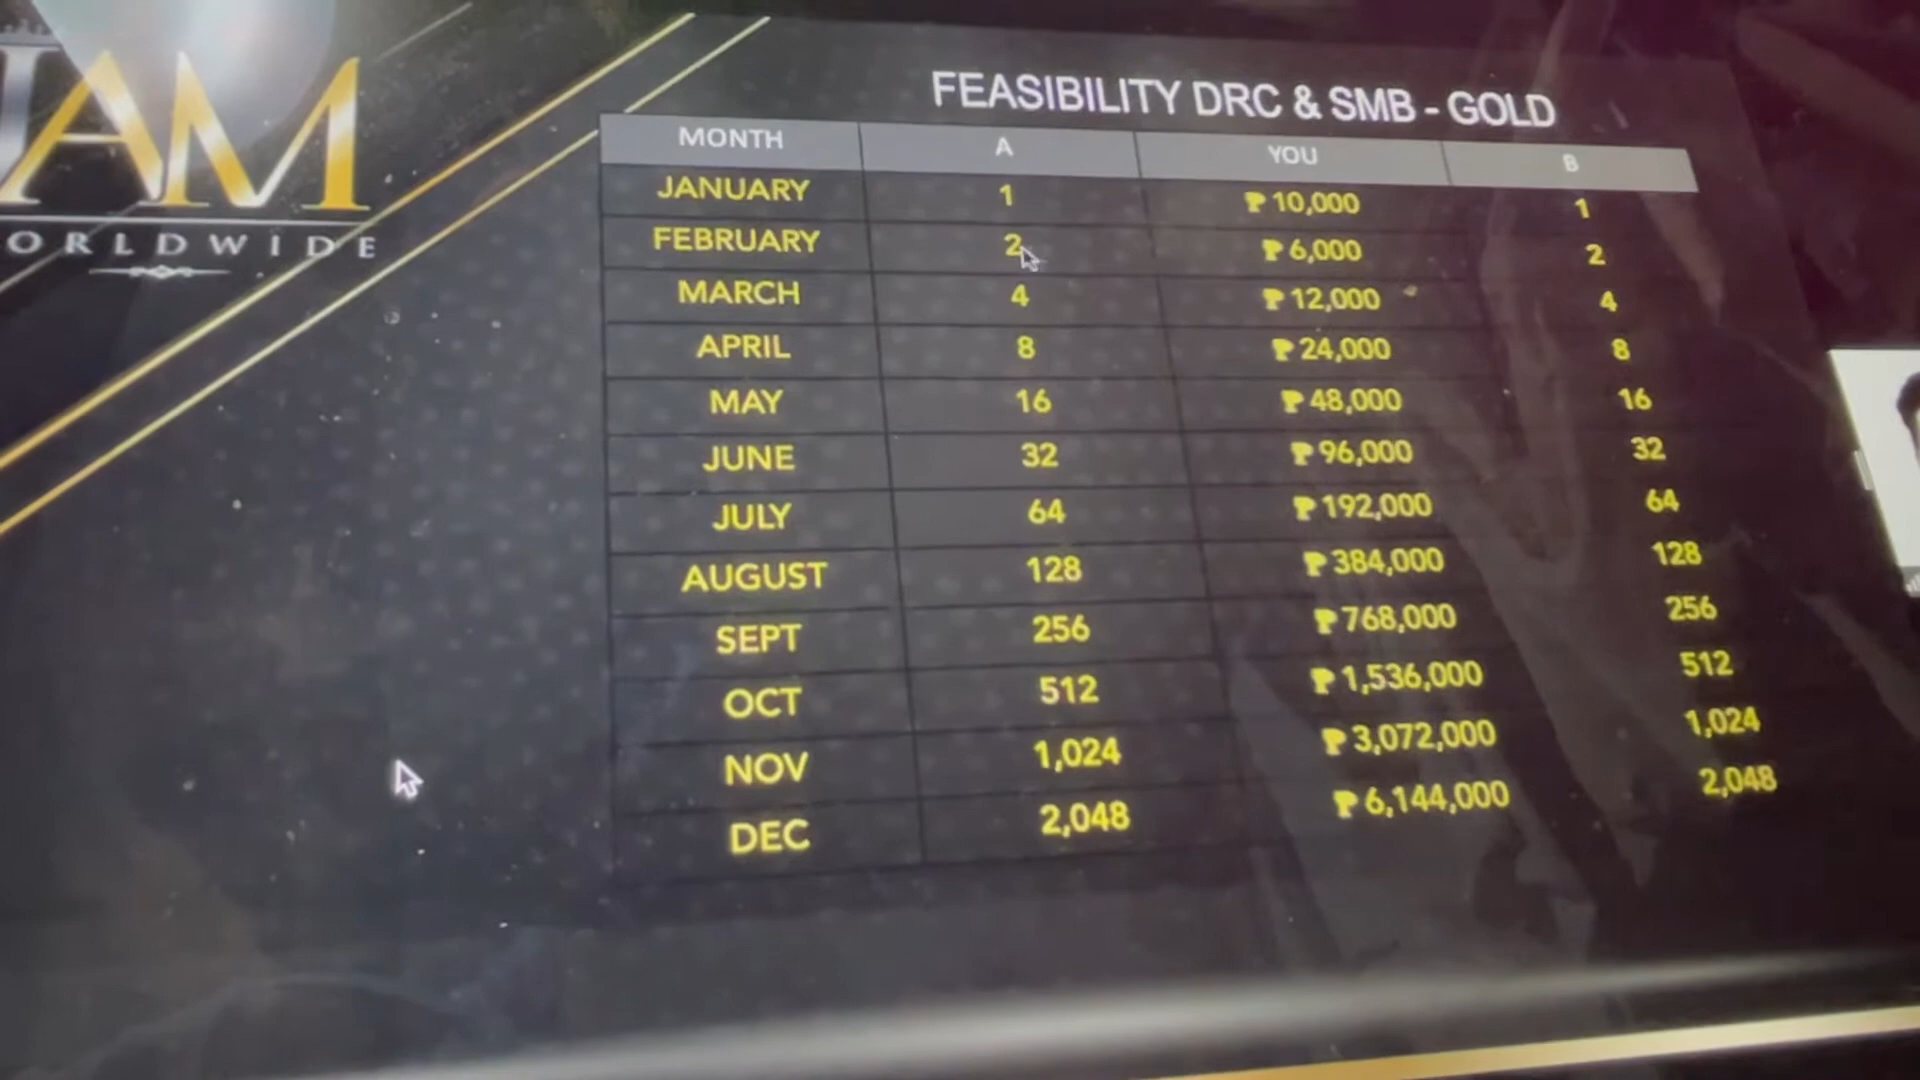 IAM
WORLDWIDE
FEASIBILITY DRC & SMB - GOLD
MONTH A YOU B
JANUARY 1 ₱ 10,000 1
FEBRUARY 2 ₱ 6,000 2
MARCH 4 ₱ 12,000 4
APRIL 8 ₱ 24,000 8
MAY 16 ₱ 48,000 16
JUNE 32 ₱ 96,000 32
JULY 64 ₱ 192,000 64
AUGUST 128 ₱ 384,000 128
SEPT 256 ₱ 768,000 256
OCT 512 ₱ 1,536,000 512
NOV 1,024 ₱ 3,072,000 1,024
DEC 2,048 ₱ 6,144,000 2,048